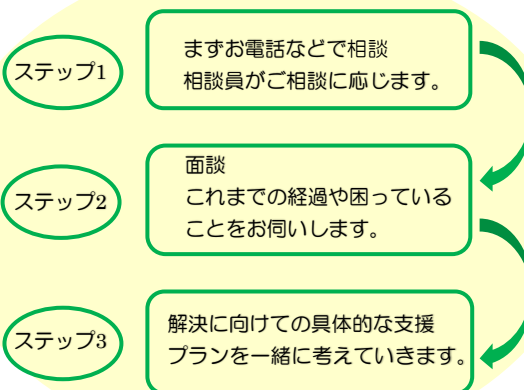 ステップ1
まずお電話などで相談
相談員がご相談に応じます。
ステップ2
面談
これまでの経過や困っている
ことをお伺いします。
ステップ3
解決に向けての具体的な支援
プランを一緒に考えていきます。